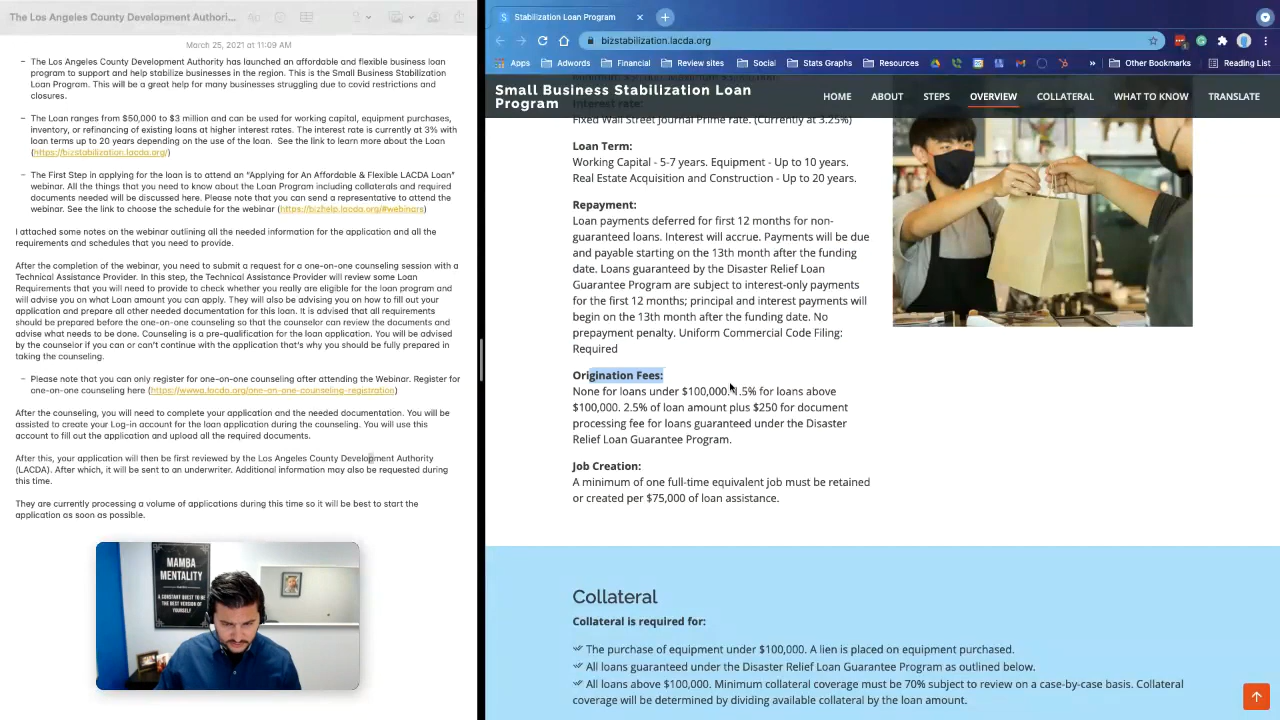 The Los Angeles County Development Authori...
March 25, 2021 at 11:09 AM
– The Los Angeles County Development Authority has launched an affordable and flexible business loan
program to support and help stabilize businesses in the region. This is the Small Business Stabilization
Loan Program. This will be a great help for many businesses struggling due to covid restrictions and
closures.
– The Loan ranges from $50,000 to $3 million and can be used for working capital, equipment purchases,
inventory, or refinancing of existing loans at higher interest rates. The interest rate is currently at 3% with
loan terms up to 20 years depending on the use of the loan. See the link to learn more about the Loan
(https://bizstabilization.lacda.org/)
– The First Step in applying for the loan is to attend an “Applying for An Affordable & Flexible LACDA Loan”
webinar. All the things that you need to know about the Loan Program including collaterals and required
documents will be discussed here. Please note that you can send a representative to attend the
webinar. See the link to choose the schedule for the webinar (https://bizhelp.lacda.org/#webinars)
I attached some notes on the webinar outlining all the needed information for the application and all the
requirements and schedules that you need to provide.
After the completion of the webinar, you need to submit a request for a one-on-one counseling session with a
Technical Assistance Provider. In this step, the Technical Assistance Provider will review some Loan
Requirements that you will need to provide to check whether you really are eligible for the loan program and
will advise you on what Loan amount you can apply. They will also be advising you on how to fill out your
application and prepare all other needed documentation for this loan. It is advised that all requirements
should be prepared before the one-on-one counseling so that the counselor can review the documents and
advise what needs to be done. Counseling is a pre-qualification for the loan application. You will be advised
by the counselor if you can or can't continue with the application that's why you should be fully prepared in
taking the counseling.
– Please note that you can only register for one-on-one counseling after attending the Webinar. Register for
one-on-one counseling here (https://wwwa.lacda.org/one-on-one-counseling-registration)
After the counseling, you will need to complete your application and the needed documentation. You will be
assisted to create your Log-in account for the loan application during the counseling. You will use this
account to fill out the application and upload all the required documents.
After this, your application will then be first reviewed by the Los Angeles County Development Authority
(LACDA). After which, it will be sent to an underwriter. Additional information may also be requested during
this time.
They are currently processing a volume of applications during this time so it will be best to start the
application as soon as possible.
MAMBA
MENTALITY
A CONSTANT QUEST TO BE
THE BEST VERSION OF
YOURSELF
Stabilization Loan Program
bizstabilization.lacda.org
Apps Adwords Financial Review sites Social Stats Graphs Resources Other Bookmarks Reading List
Small Business Stabilization Loan
Program
HOME ABOUT STEPS OVERVIEW COLLATERAL WHAT TO KNOW TRANSLATE
Interest rate:
Fixed Wall Street Journal Prime rate. (Currently at 3.25%)
Loan Term:
Working Capital - 5-7 years. Equipment - Up to 10 years.
Real Estate Acquisition and Construction - Up to 20 years.
Repayment:
Loan payments deferred for first 12 months for non-
guaranteed loans. Interest will accrue. Payments will be due
and payable starting on the 13th month after the funding
date. Loans guaranteed by the Disaster Relief Loan
Guarantee Program are subject to interest-only payments
for the first 12 months; principal and interest payments will
begin on the 13th month after the funding date. No
prepayment penalty. Uniform Commercial Code Filing:
Required
Origination Fees:
None for loans under $100,000. 1.5% for loans above
$100,000. 2.5% of loan amount plus $250 for document
processing fee for loans guaranteed under the Disaster
Relief Loan Guarantee Program.
Job Creation:
A minimum of one full-time equivalent job must be retained
or created per $75,000 of loan assistance.
Collateral
Collateral is required for:
The purchase of equipment under $100,000. A lien is placed on equipment purchased.
All loans guaranteed under the Disaster Relief Loan Guarantee Program as outlined below.
All loans above $100,000. Minimum collateral coverage must be 70% subject to review on a case-by-case basis. Collateral
coverage will be determined by dividing available collateral by the loan amount.